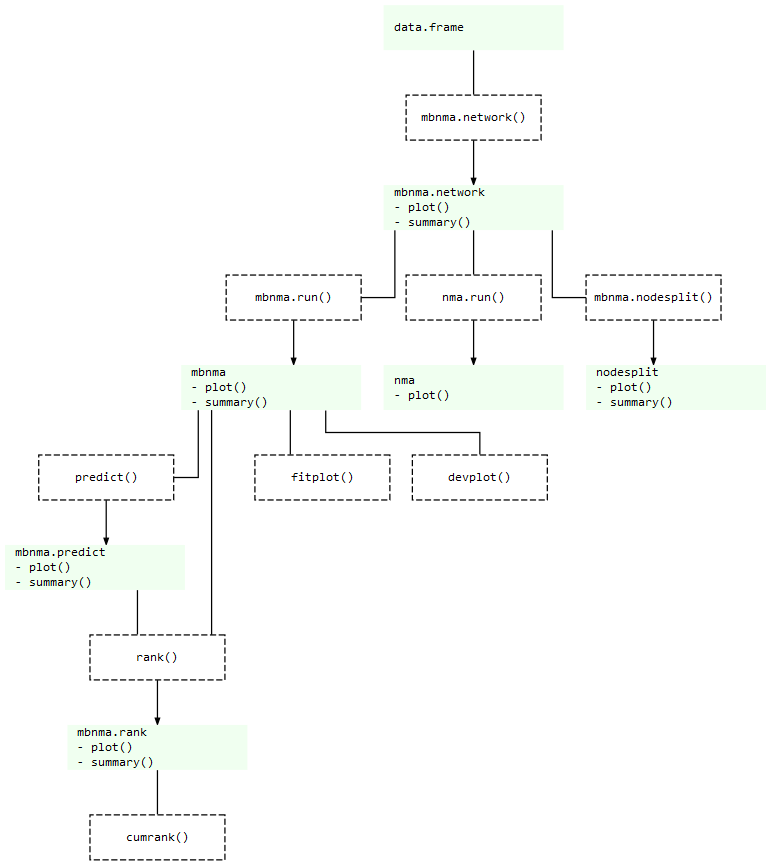 data.frame
mbnma.network()
mbnma.network
- plot()
- summary()
mbnma.run()
nma.run()
mbnma.nodesplit()
mbnma
- plot()
- summary()
nma
- plot()
nodesplit
- plot()
- summary()
predict()
fitplot()
devplot()
mbnma.predict
- plot()
- summary()
rank()
mbnma.rank
- plot()
- summary()
cumrank()